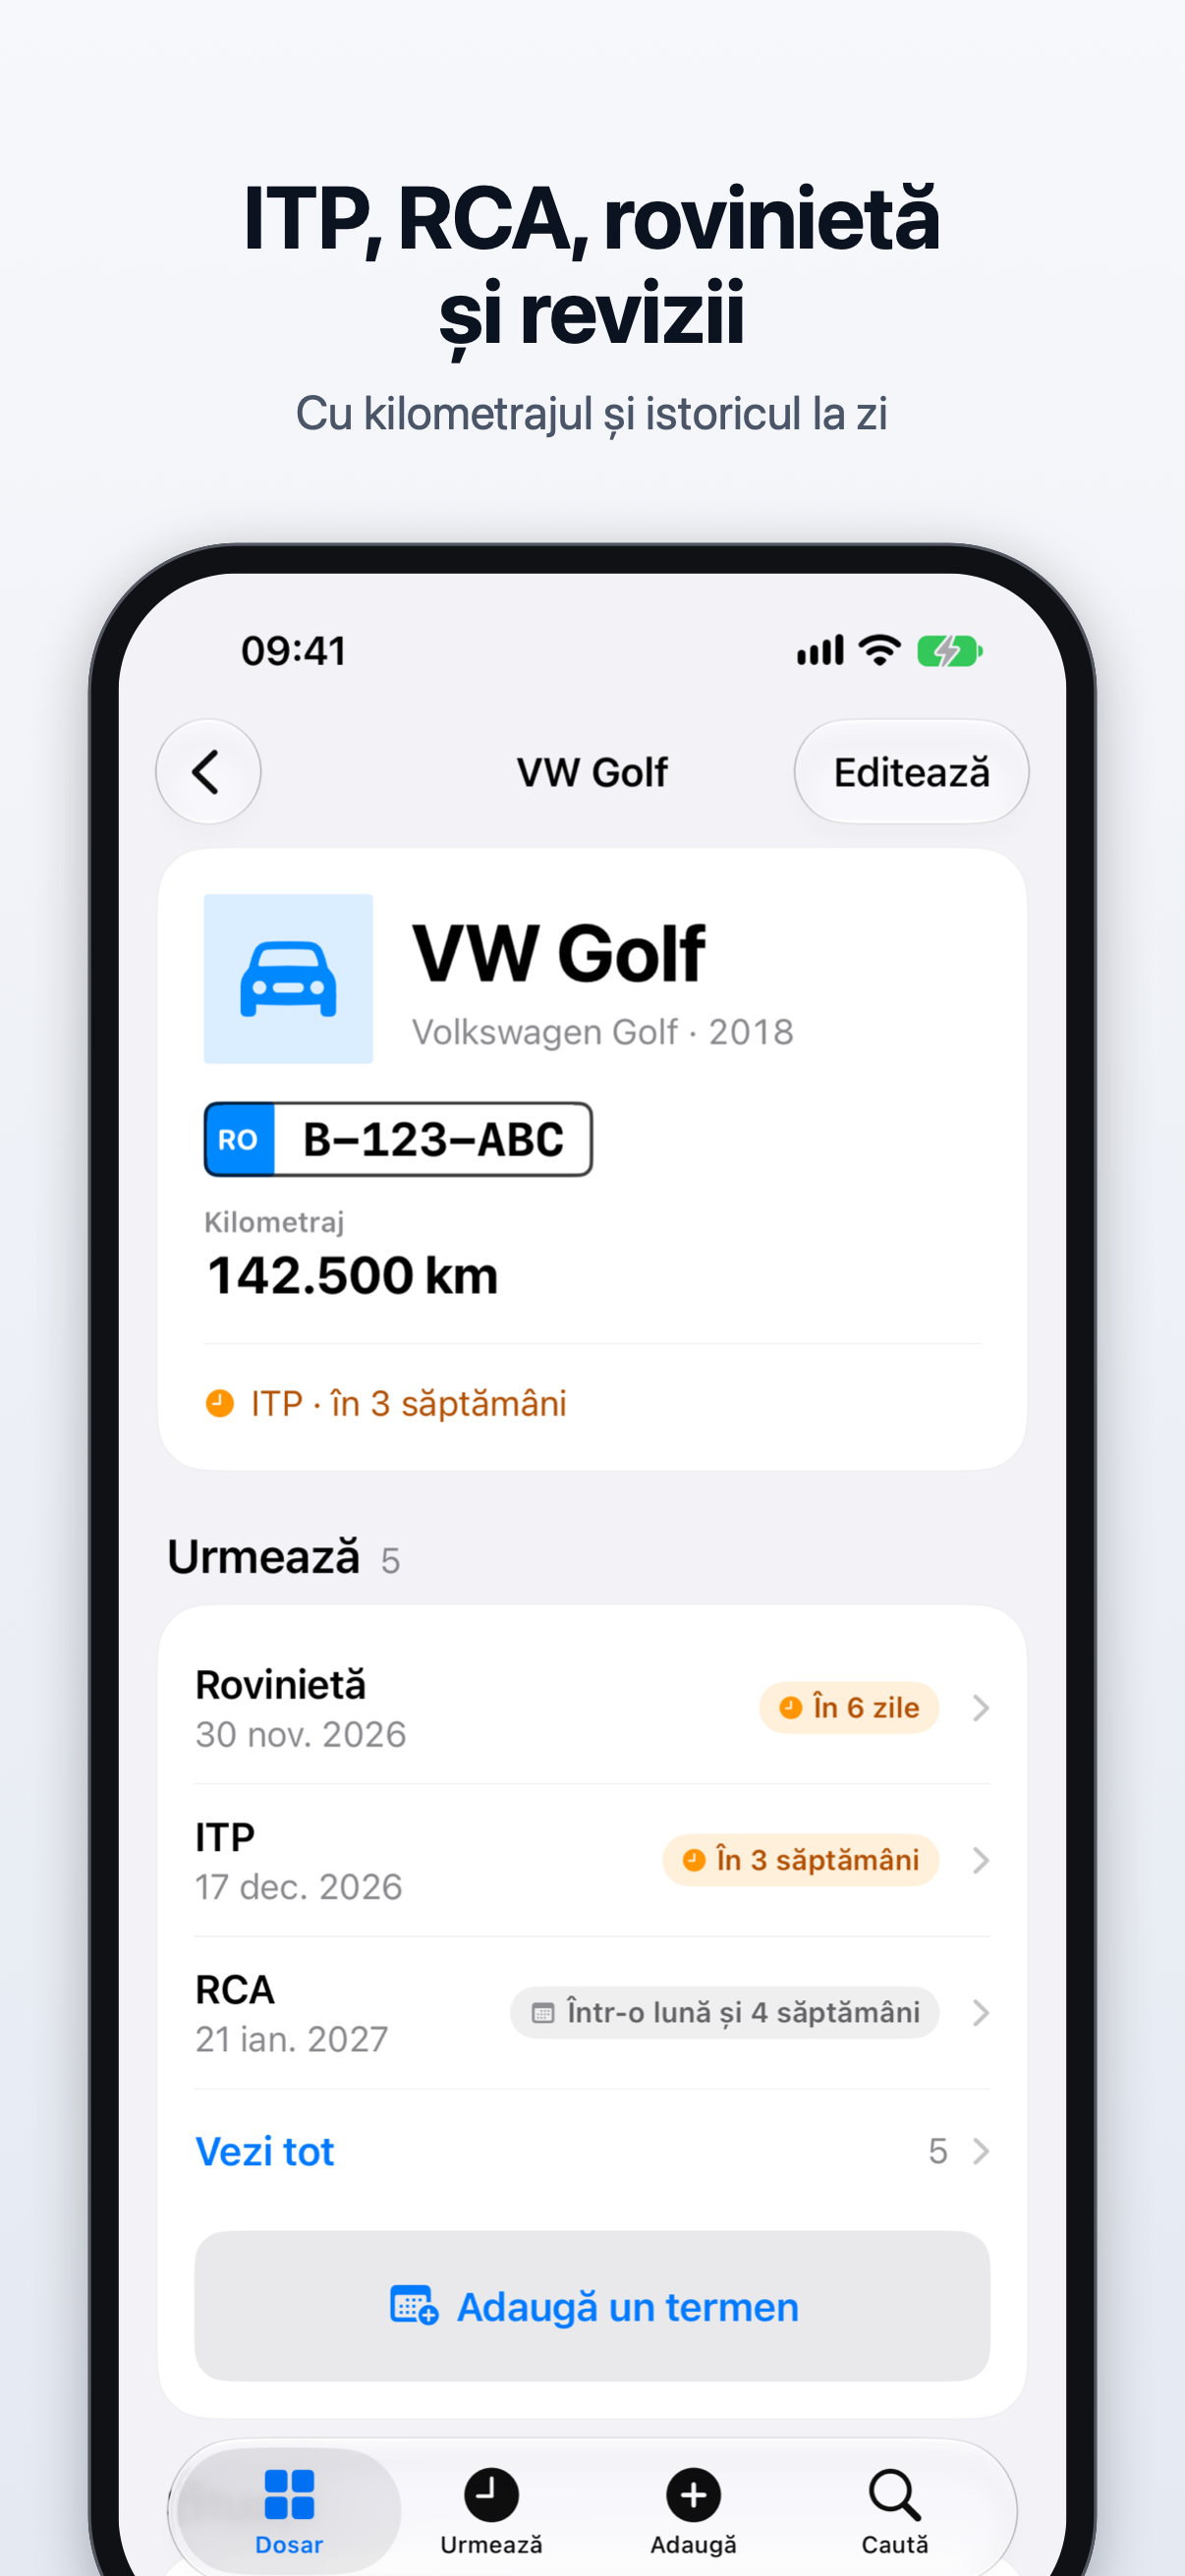 ITP, RCA, rovinietă
și revizii
Cu kilometrajul și istoricul la zi
09:41
VW Golf
Editează
VW Golf
Volkswagen Golf · 2018
RO B–123–ABC
Kilometraj
142.500 km
ITP · în 3 săptămâni
Urmează 5
Rovinietă
30 nov. 2026
În 6 zile
ITP
17 dec. 2026
În 3 săptămâni
RCA
21 ian. 2027
Într-o lună și 4 săptămâni
Vezi tot 5
Adaugă un termen
Dosar
Urmează
Adaugă
Caută